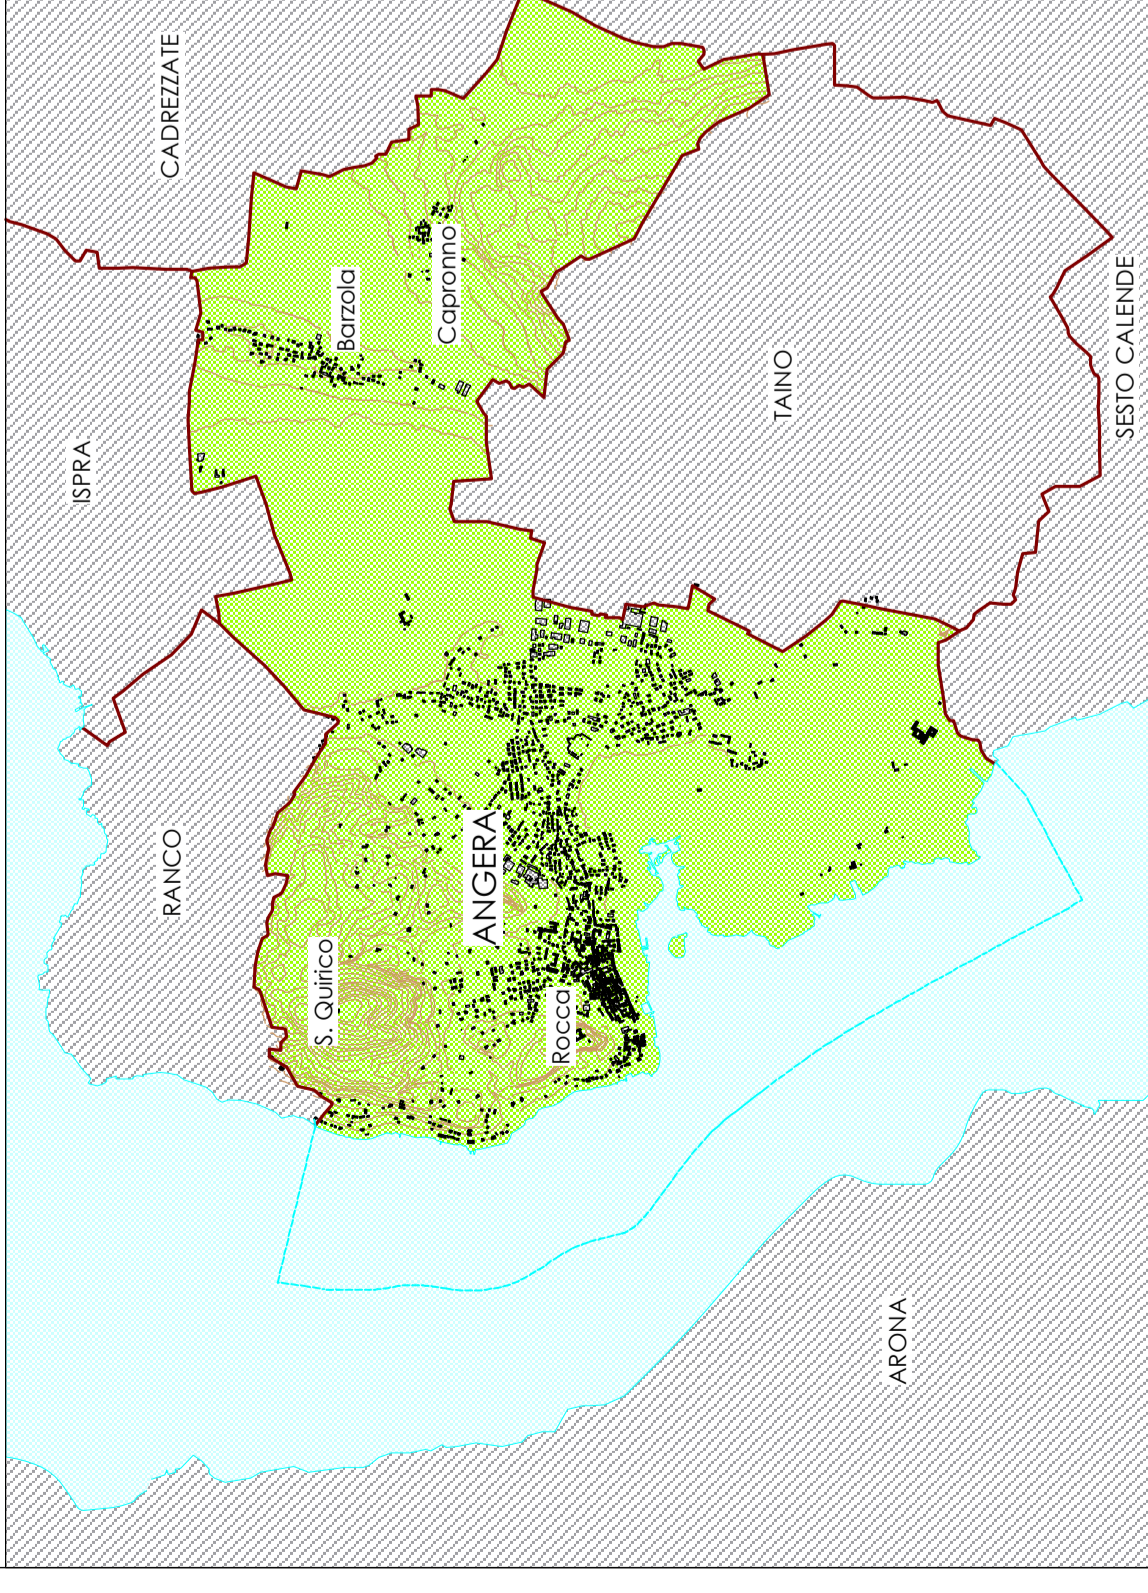 CADREZZATE
ISPRA
Barzola
Capronno
TAINO
SESTO CALENDE
RANCO
ANGERA
S. Quirico
Rocca
ARONA